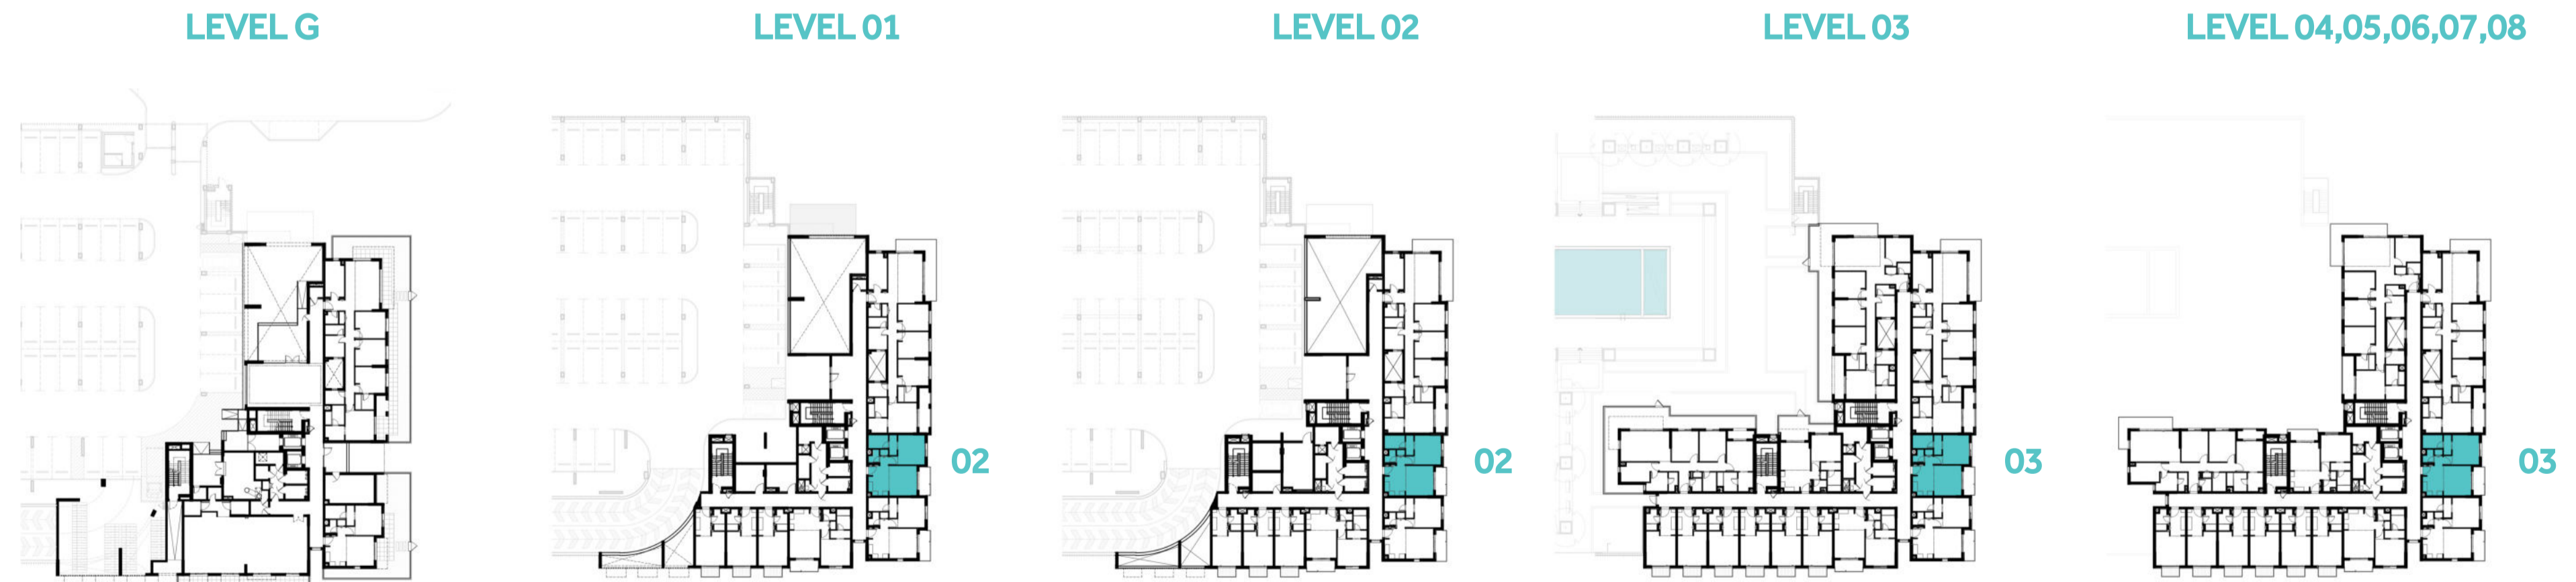 LEVEL G
LEVEL 01
LEVEL 02
LEVEL 03
LEVEL 04,05,06,07,08
02
02
03
03